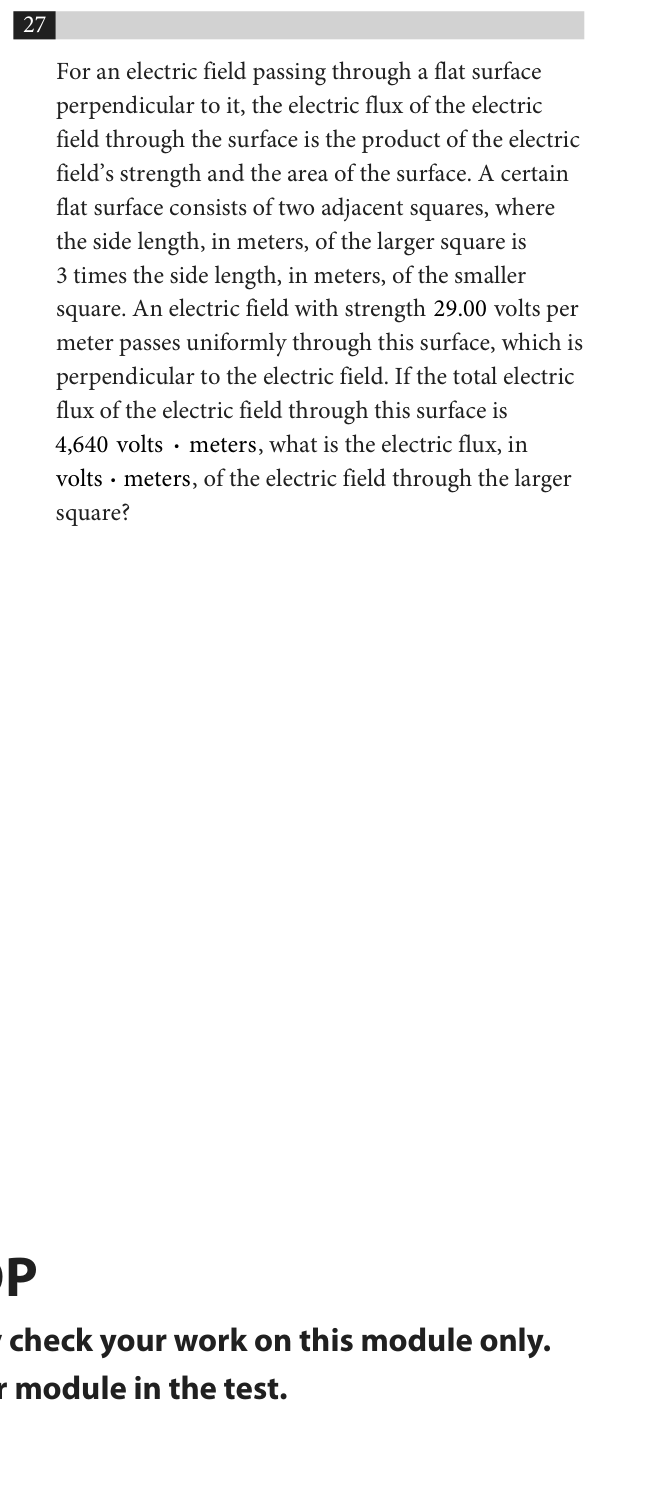 27
For an electric field passing through a flat surface
perpendicular to it, the electric flux of the electric
field through the surface is the product of the electric
field’s strength and the area of the surface. A certain
flat surface consists of two adjacent squares, where
the side length, in meters, of the larger square is
3 times the side length, in meters, of the smaller
square. An electric field with strength 29.00 volts per
meter passes uniformly through this surface, which is
perpendicular to the electric field. If the total electric
flux of the electric field through this surface is
4,640 volts · meters, what is the electric flux, in
volts · meters, of the electric field through the larger
square?
OP
check your work on this module only.
r module in the test.